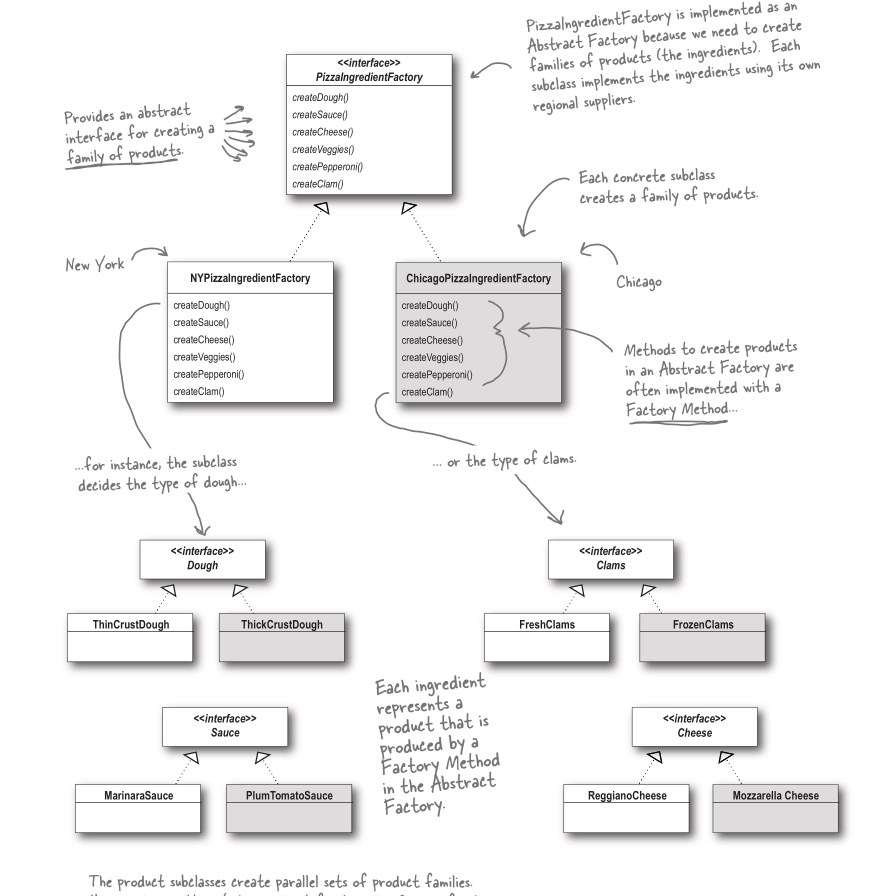 PizzaIngredientFactory is implemented as an
Abstract Factory because we need to create
families of products (the ingredients). Each
subclass implements the ingredients using its own
regional suppliers.
<<interface>>
PizzaIngredientFactory
createDough()
createSauce()
createCheese()
createVeggies()
createPepperoni()
createClam()
Provides an abstract
interface for creating a
family of products.
Each concrete subclass
creates a family of products.
New York
NYPizzaIngredientFactory
createDough()
createSauce()
createCheese()
createVeggies()
createPepperoni()
createClam()
ChicagoPizzaIngredientFactory
createDough()
createSauce()
createCheese()
createVeggies()
createPepperoni()
createClam()
Chicago
Methods to create products
in an Abstract Factory are
often implemented with a
Factory Method...
...for instance, the subclass
decides the type of dough...
... or the type of clams.
<<interface>>
Dough
ThinCrustDough
ThickCrustDough
<<interface>>
Clams
FreshClams
FrozenClams
Each ingredient
represents a
product that is
produced by a
Factory Method
in the Abstract
Factory.
<<interface>>
Sauce
MarinaraSauce
PlumTomatoSauce
<<interface>>
Cheese
ReggianoCheese
Mozzarella Cheese
The product subclasses create parallel sets of product families.